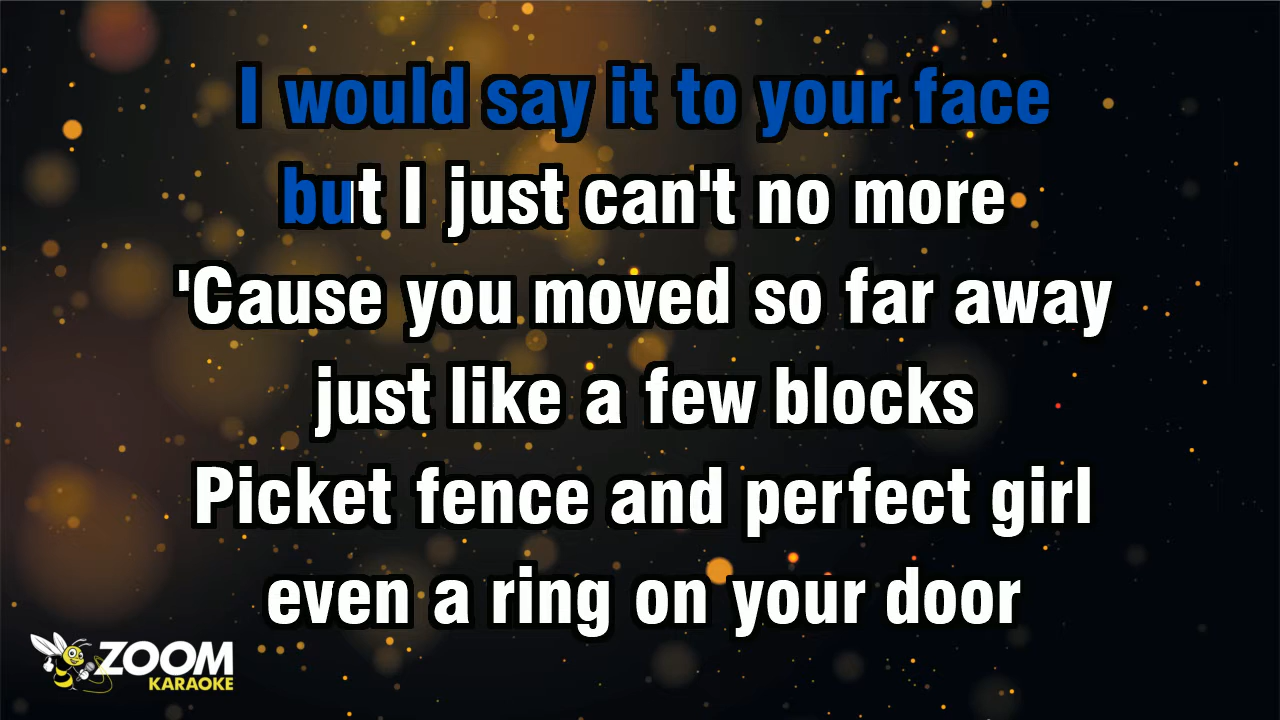 I would say it to your face
but I just can't no more
'Cause you moved so far away
just like a few blocks
Picket fence and perfect girl
even a ring on your door
ZOOM
KARAOKE